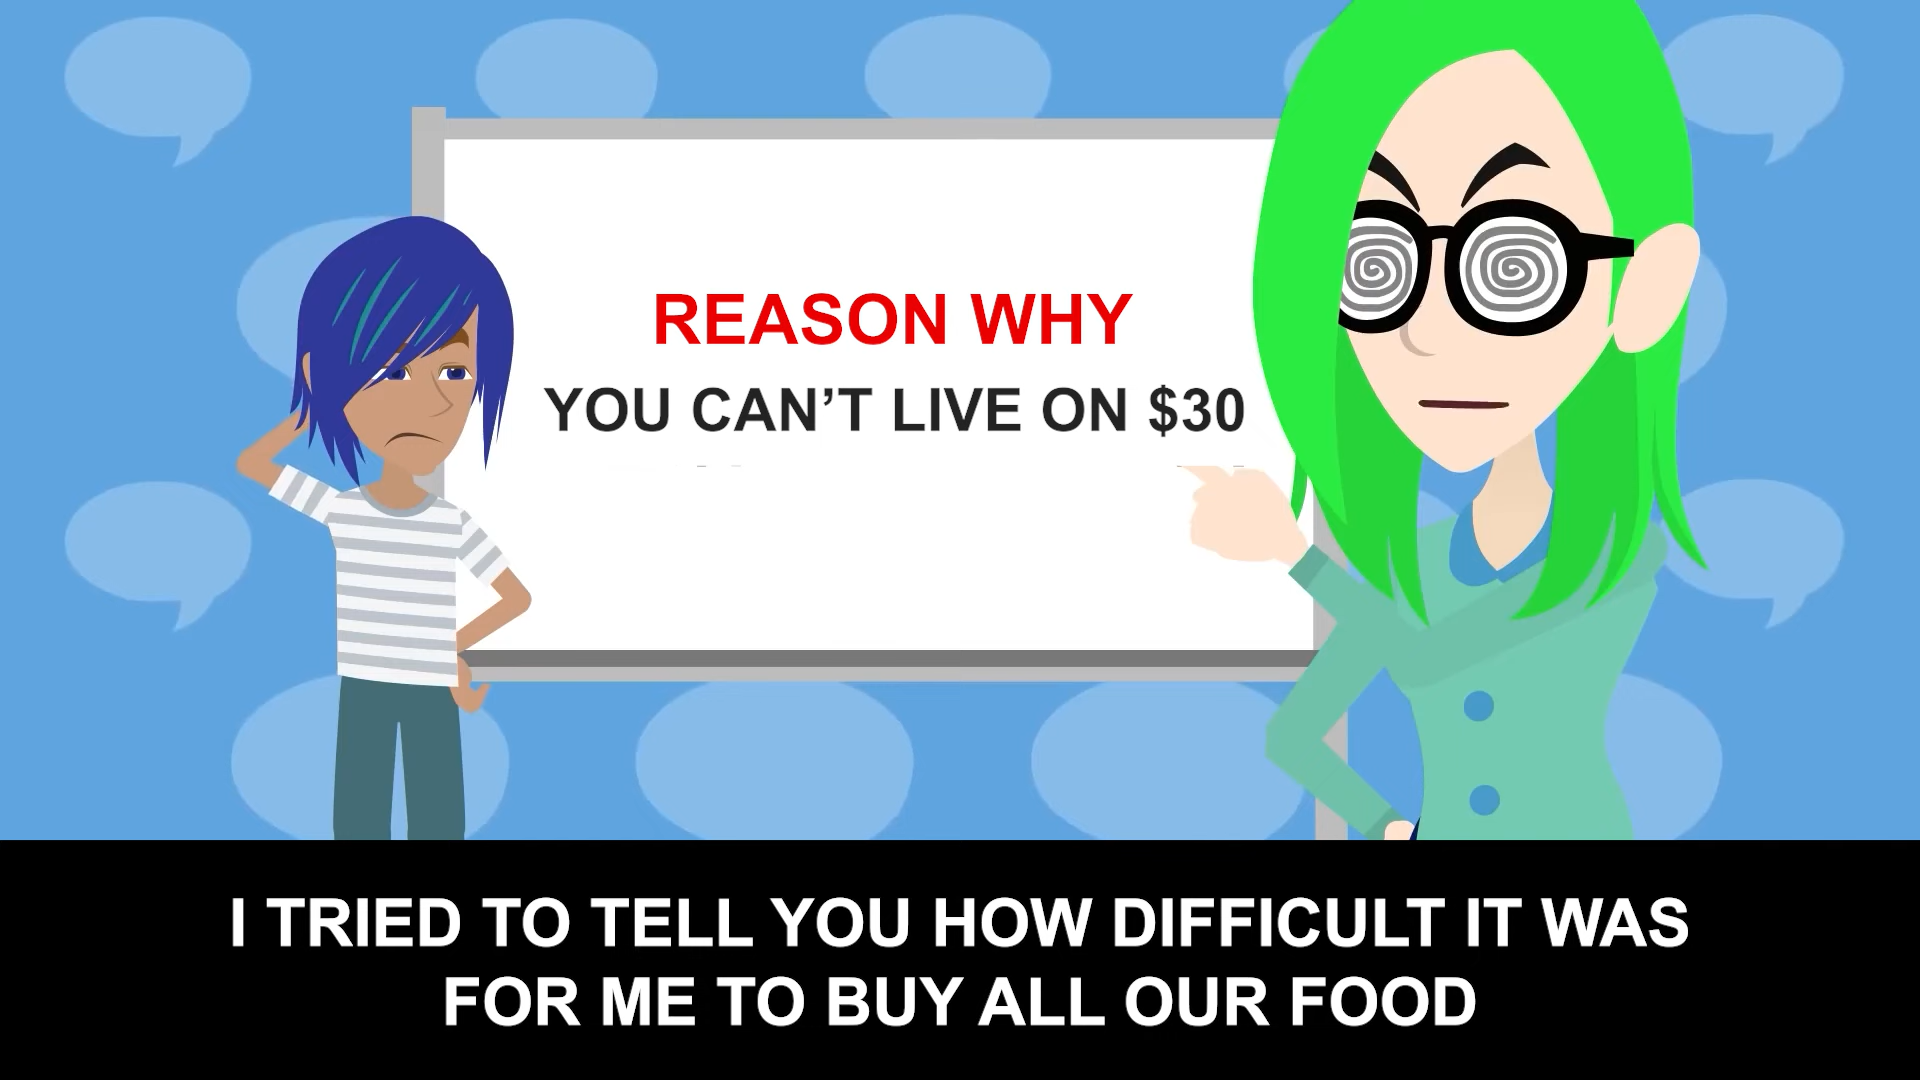 REASON WHY
YOU CAN’T LIVE ON $30
I TRIED TO TELL YOU HOW DIFFICULT IT WAS
FOR ME TO BUY ALL OUR FOOD